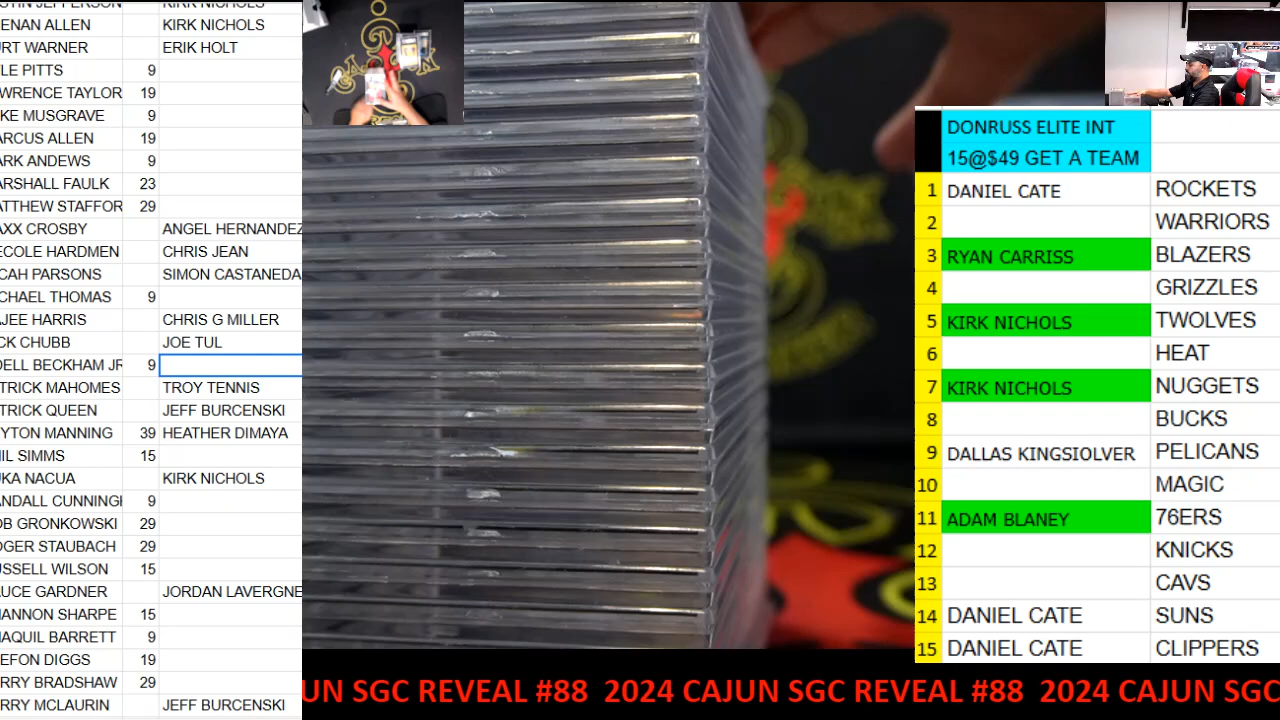 KIRK NICHOLS
ENAN ALLEN KIRK NICHOLS
RT WARNER ERIK HOLT
LE PITTS 9
WRENCE TAYLOR 19
KE MUSGRAVE 9
ARCUS ALLEN 19
ARK ANDEWS 9
ARSHALL FAULK 23
ATTHEW STAFFOR 29
AXX CROSBY ANGEL HERNANDEZ
ECOLE HARDMEN CHRIS JEAN
CAH PARSONS SIMON CASTANEDA
CHAEL THOMAS 9
AJEE HARRIS CHRIS G MILLER
CK CHUBB JOE TUL
DELL BECKHAM JR 9
TRICK MAHOMES TROY TENNIS
TRICK QUEEN JEFF BURCENSKI
YTON MANNING 39 HEATHER DIMAYA
IL SIMMS 15
KA NACUA KIRK NICHOLS
ANDALL CUNNING 9
OB GRONKOWSKI 29
OGER STAUBACH 29
USSELL WILSON 15
AUCE GARDNER JORDAN LAVERGNE
HANNON SHARPE 15
HAQUIL BARRETT 9
EFON DIGGS 19
RRY BRADSHAW 29
RRY MCLAURIN JEFF BURCENSKI
DONRUSS ELITE INT
15@$49 GET A TEAM
1 DANIEL CATE ROCKETS
2 WARRIORS
3 RYAN CARRISS BLAZERS
4 GRIZZLES
5 KIRK NICHOLS TWOLVES
6 HEAT
7 KIRK NICHOLS NUGGETS
8 BUCKS
9 DALLAS KINGSIOLVER PELICANS
10 MAGIC
11 ADAM BLANEY 76ERS
12 KNICKS
13 CAVS
14 DANIEL CATE SUNS
15 DANIEL CATE CLIPPERS
UN SGC REVEAL #88 2024 CAJUN SGC REVEAL #88 2024 CAJUN SGC